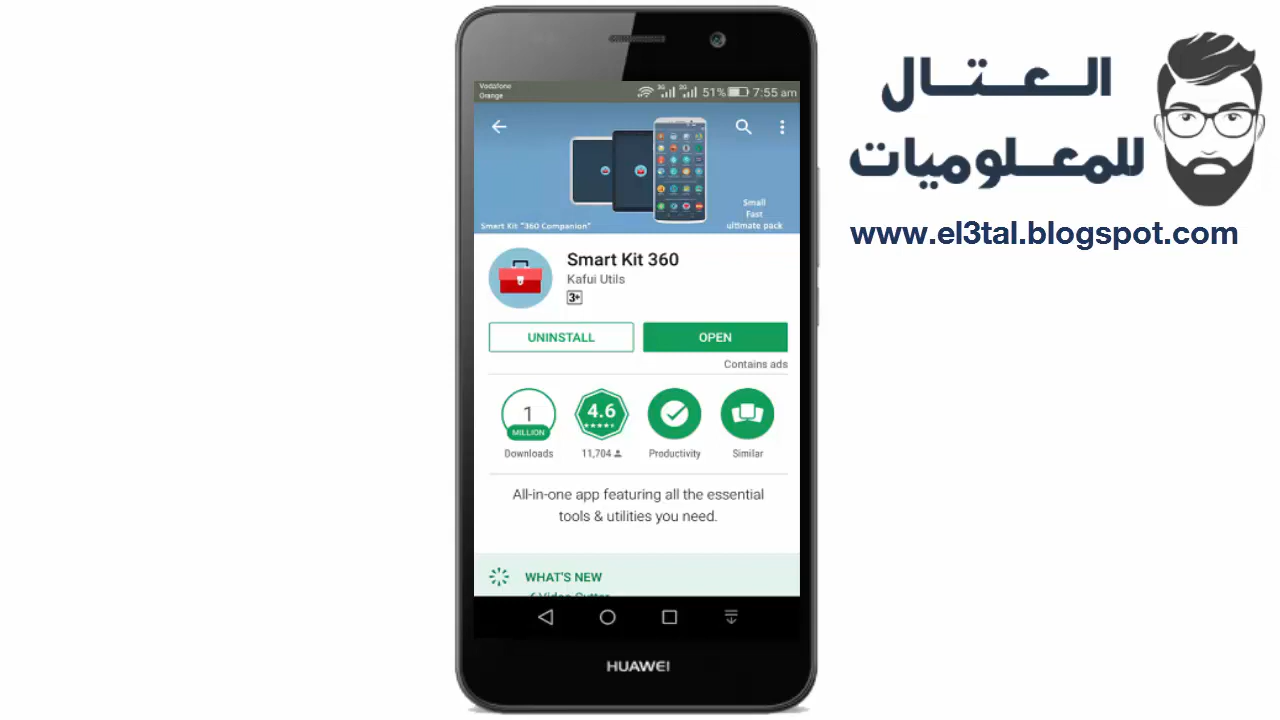 Vodafone
Orange
3G 3G 51% 7:55 am
Small
Fast
ultimate pack
Smart Kit "360 Companion"
Smart Kit 360
Kafui Utils
3+
UNINSTALL
OPEN
Contains ads
1
MILLION
4.6
Downloads
11,704
Productivity
Similar
All-in-one app featuring all the essential
tools & utilities you need.
WHAT'S NEW
HUAWEI
العتال
للمعلوميات
www.el3tal.blogspot.com